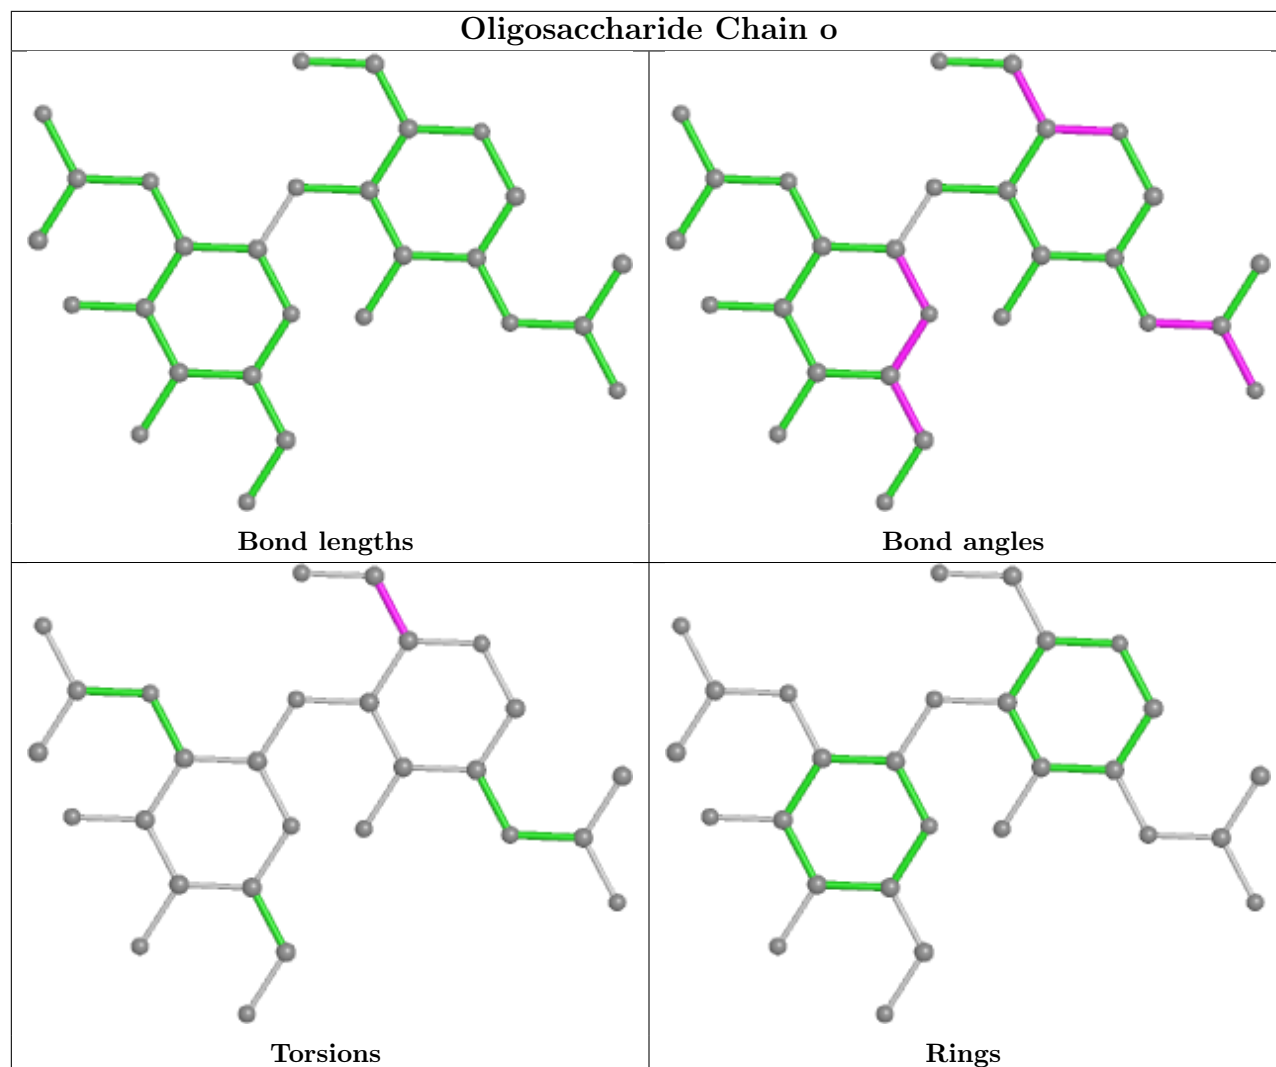 Oligosaccharide Chain o
Bond lengths
Bond angles
Torsions
Rings